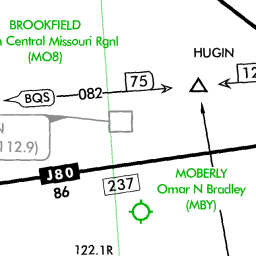 BROOKFIELD
Central Missouri Rgnl
(MO8)
HUGIN
75
12
BQS
082
N
112.9)
J80
86
237
MOBERLY
Omar N Bradley
(MBY)
122.1R